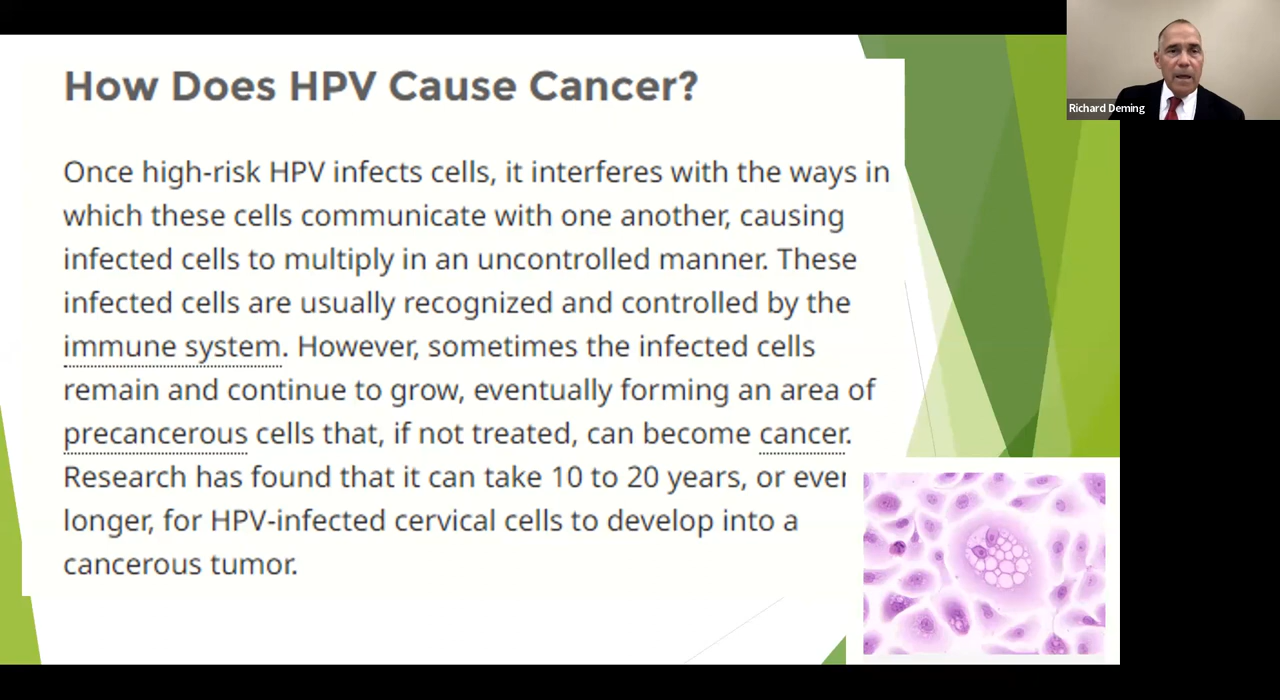 How Does HPV Cause Cancer?
Once high-risk HPV infects cells, it interferes with the ways in
which these cells communicate with one another, causing
infected cells to multiply in an uncontrolled manner. These
infected cells are usually recognized and controlled by the
immune system. However, sometimes the infected cells
remain and continue to grow, eventually forming an area of
precancerous cells that, if not treated, can become cancer.
Research has found that it can take 10 to 20 years, or ever
longer, for HPV-infected cervical cells to develop into a
cancerous tumor.
Richard Deming